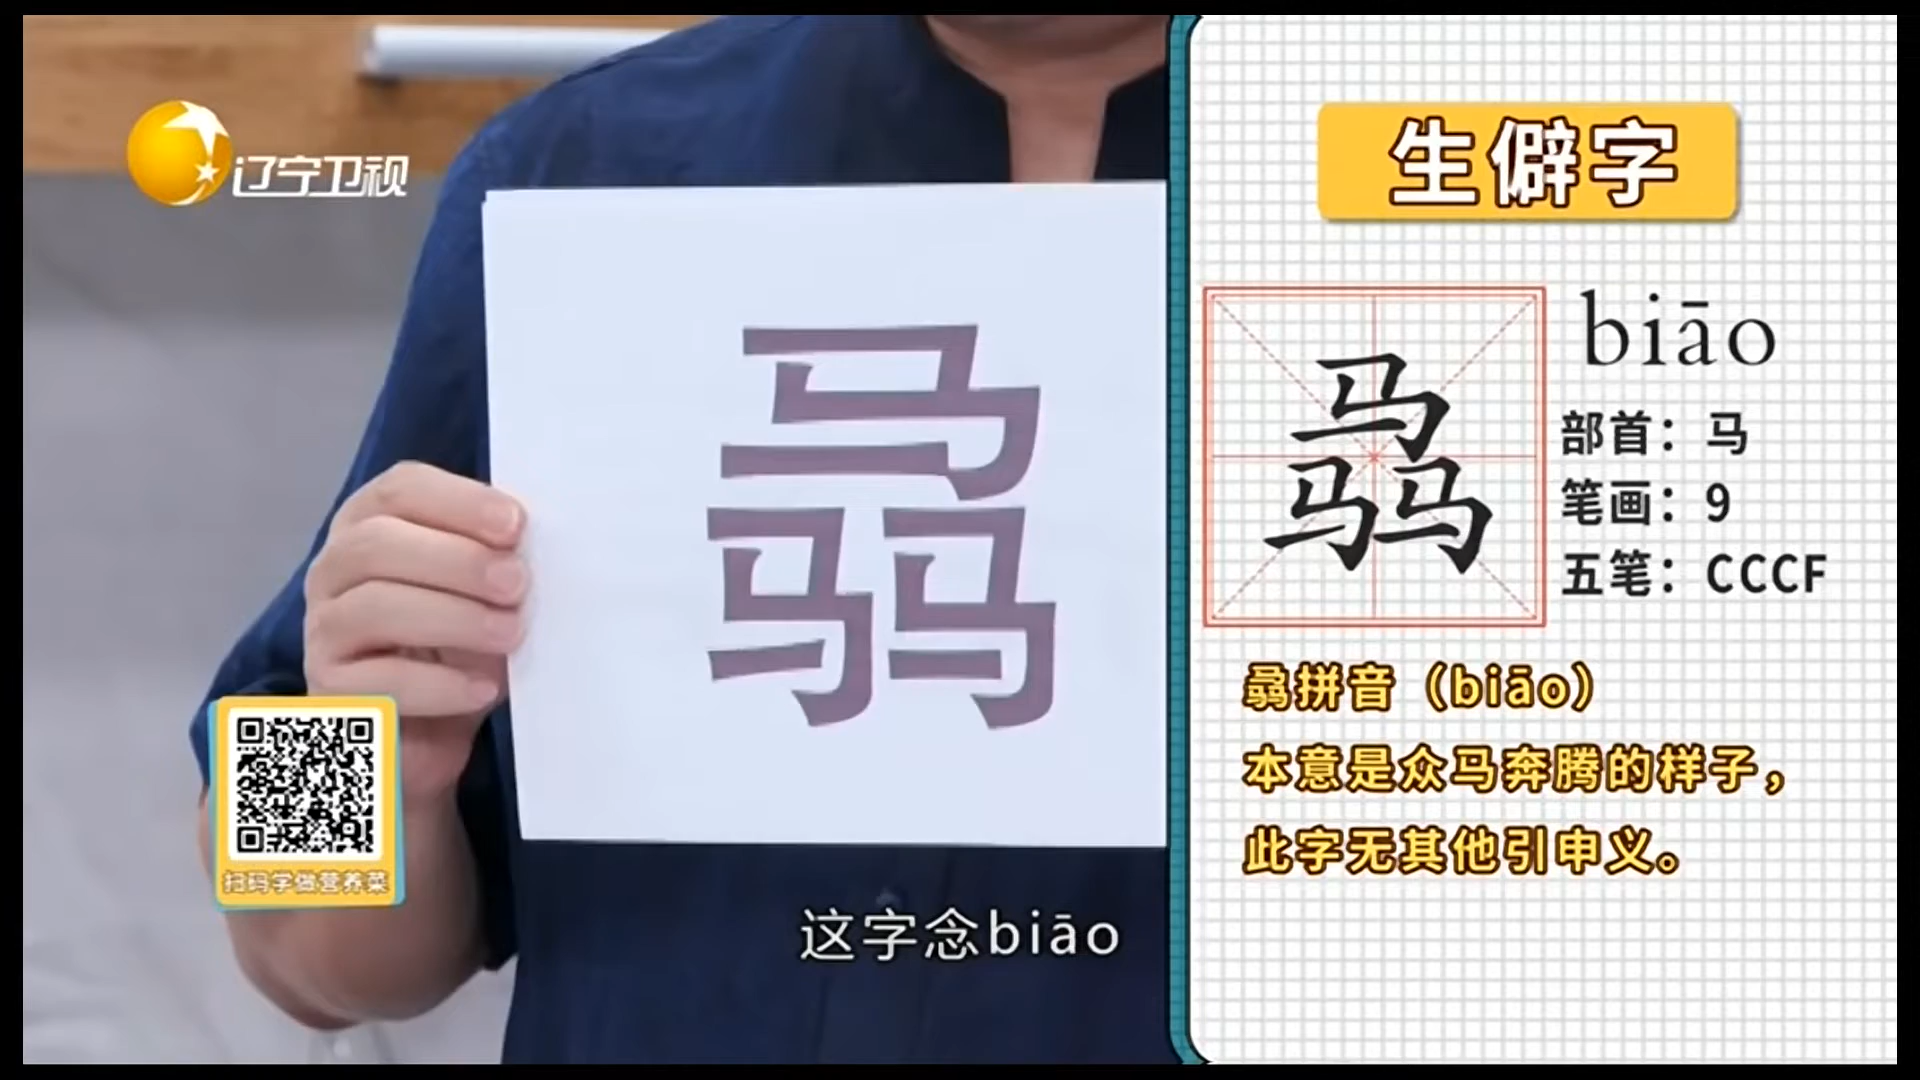 辽宁卫视
骉
扫码学做营养菜
这字念biāo
生僻字
骉
biāo
部首：马
笔画：9
五笔：CCCF
骉拼音（biāo）
本意是众马奔腾的样子，
此字无其他引申义。